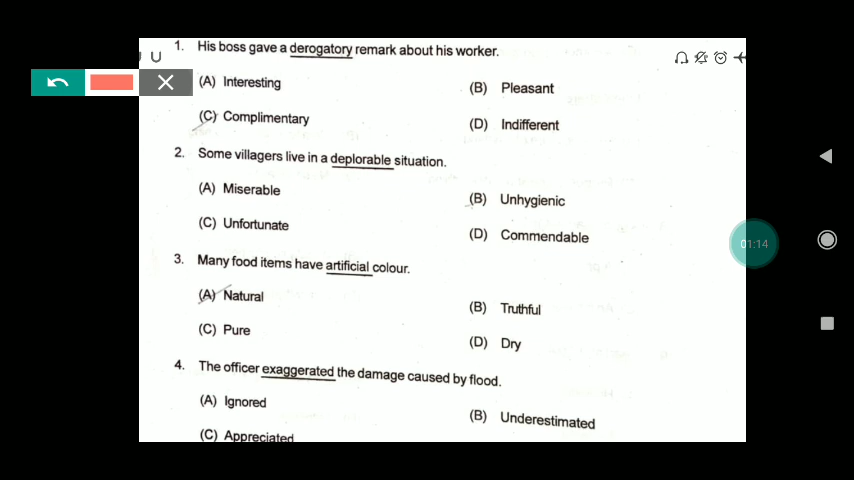 1. His boss gave a derogatory remark about his worker.
(A) Interesting (B) Pleasant
(C) Complimentary (D) Indifferent
2. Some villagers live in a deplorable situation.
(A) Miserable (B) Unhygienic
(C) Unfortunate (D) Commendable
01:14
3. Many food items have artificial colour.
(A) Natural (B) Truthful
(C) Pure (D) Dry
4. The officer exaggerated the damage caused by flood.
(A) Ignored (B) Underestimated
(C) Appreciated